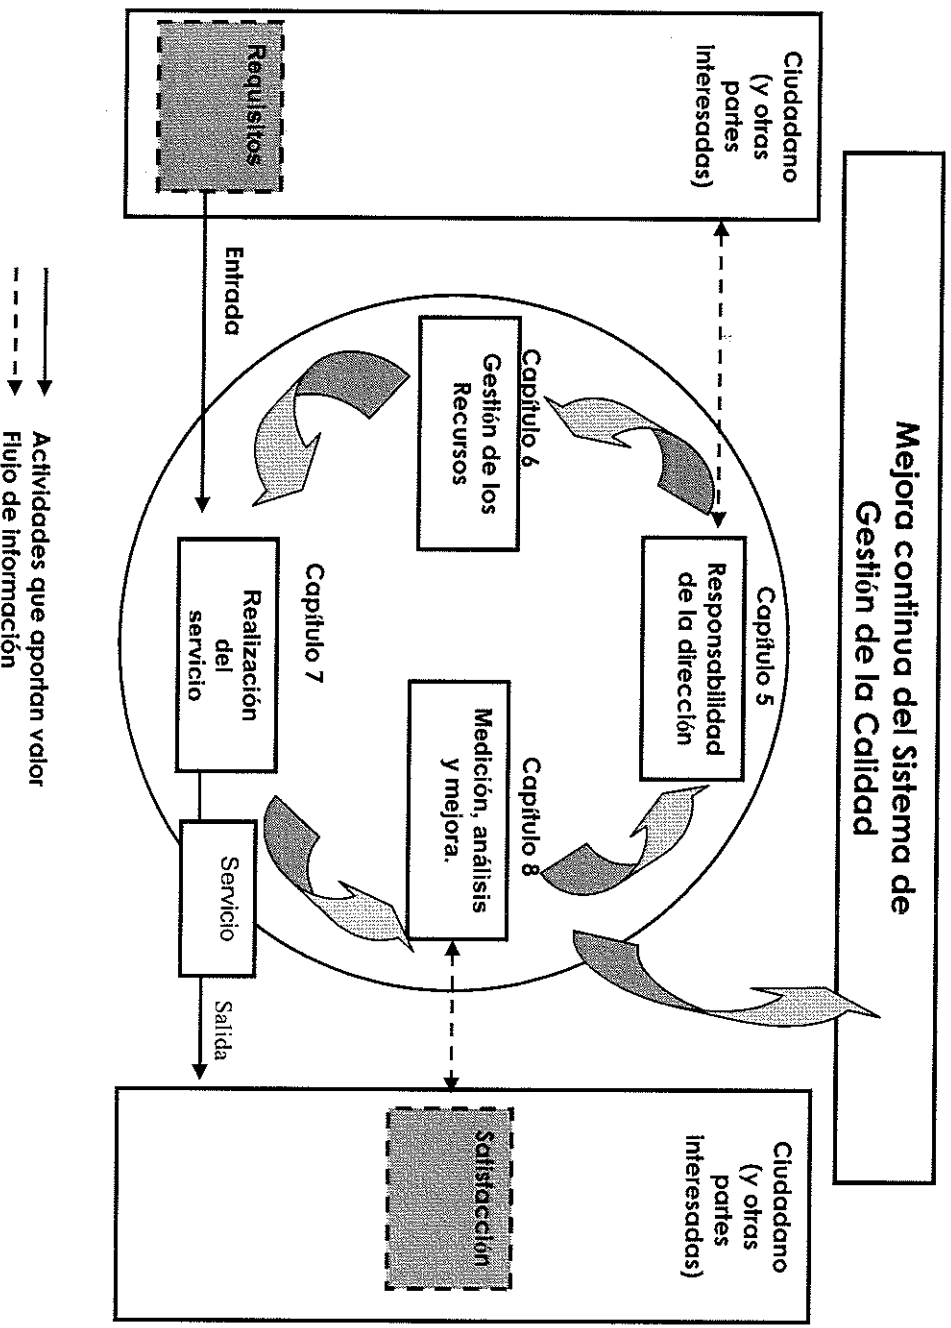 Mejora continua del Sistema de
Gestión de la Calidad
Ciudadano
(y otras
partes
interesadas)
Ciudadano
(y otras
partes
interesadas)
Capítulo 5
Responsabilidad
de la dirección
Capítulo 6
Gestión de los
Recursos
Capítulo 8
Medición, análisis
y mejora.
Satisfacción
Capítulo 7
Requisitos
Entrada
Realización
del
servicio
Servicio
Salida
Actividades que aportan valor
Flujo de información